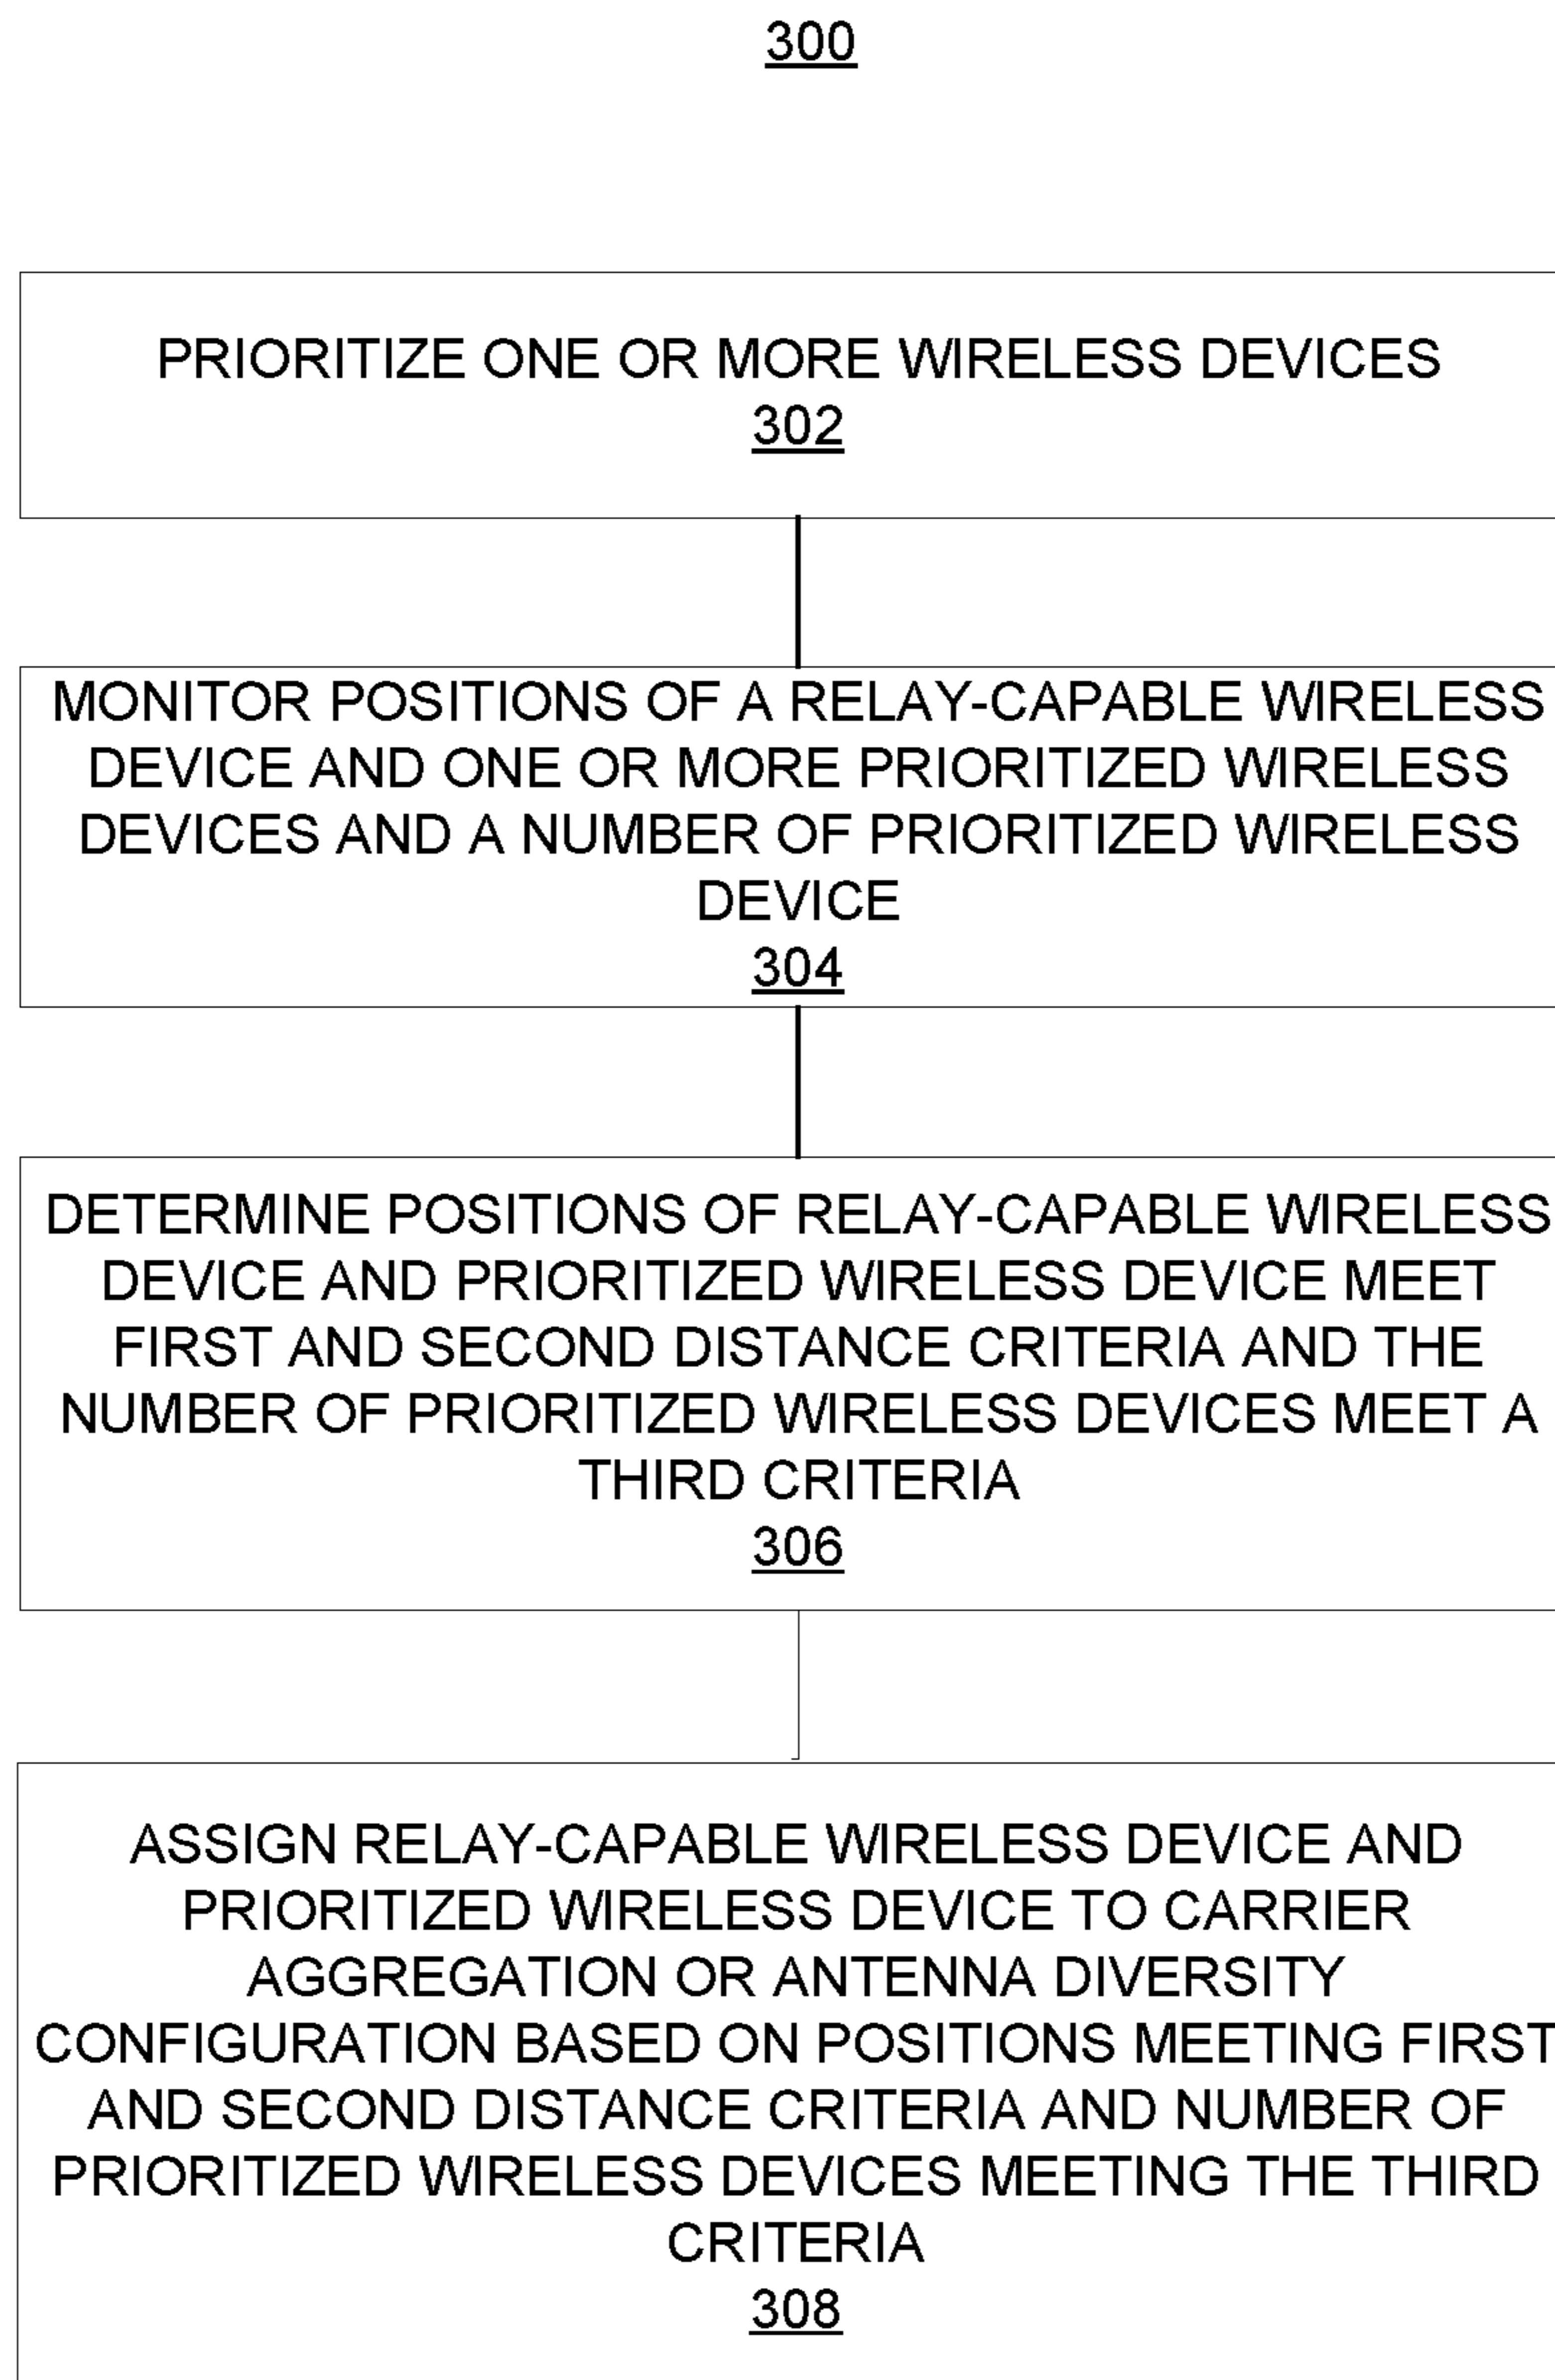 300
PRIORITIZE ONE OR MORE WIRELESS DEVICES
302
MONITOR POSITIONS OF A RELAY-CAPABLE WIRELESS
DEVICE AND ONE OR MORE PRIORITIZED WIRELESS
DEVICES AND A NUMBER OF PRIORITIZED WIRELESS
DEVICE
304
DETERMINE POSITIONS OF RELAY-CAPABLE WIRELESS
DEVICE AND PRIORITIZED WIRELESS DEVICE MEET
FIRST AND SECOND DISTANCE CRITERIA AND THE
NUMBER OF PRIORITIZED WIRELESS DEVICES MEET A
THIRD CRITERIA
306
ASSIGN RELAY-CAPABLE WIRELESS DEVICE AND
PRIORITIZED WIRELESS DEVICE TO CARRIER
AGGREGATION OR ANTENNA DIVERSITY
CONFIGURATION BASED ON POSITIONS MEETING FIRST
AND SECOND DISTANCE CRITERIA AND NUMBER OF
PRIORITIZED WIRELESS DEVICES MEETING THE THIRD
CRITERIA
308